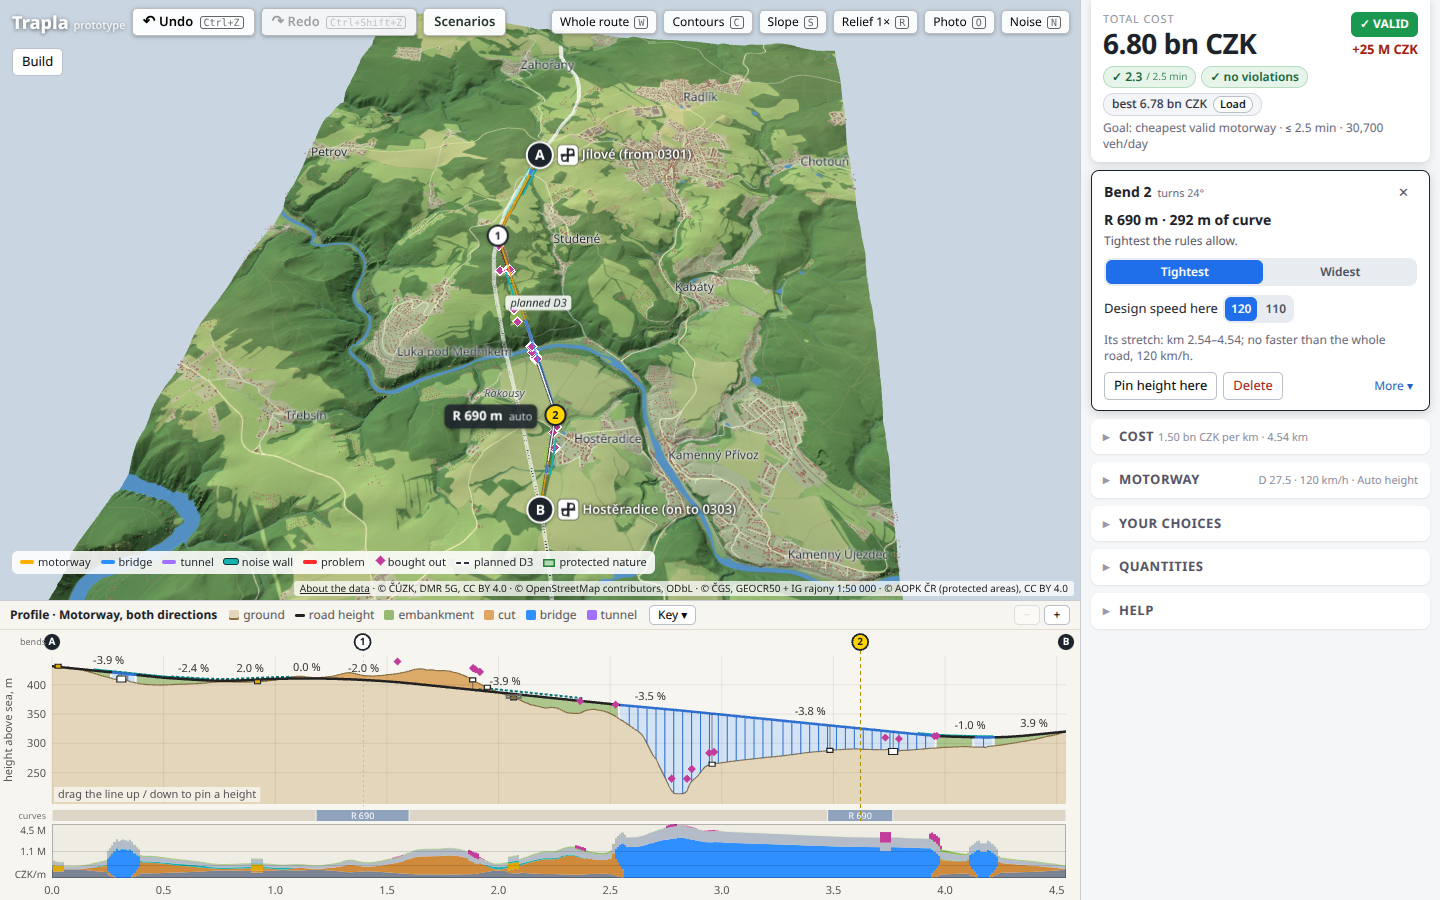 Trapla prototype
↶ Undo Ctrl+Z
↷ Redo Ctrl+Shift+Z
Scenarios
Whole route W
Contours C
Slope S
Relief 1× R
Photo O
Noise N
Build
Zahořany
Radlík
Petrov
A
Jílové (from 0301)
Chotouň
1
Studené
Kabáty
planned D3
Luka pod Medníkem
Rakousy
Třebsín
R 690 m auto
2
Hostěradice
Kamenný Přívoz
B
Hostěradice (on to 0303)
Kamenný Újezdec
motorway
bridge
tunnel
noise wall
problem
bought out
planned D3
protected nature
About the data · © ČÚZK, DMR 5G, CC BY 4.0 · © OpenStreetMap contributors, ODbL · © ČGS, GEOCR50 + IG rajony 1:50 000 · © AOPK ČR (protected areas), CC BY 4.0
TOTAL COST
✓ VALID
6.80 bn CZK
+25 M CZK
✓ 2.3 / 2.5 min
✓ no violations
best 6.78 bn CZK Load
Goal: cheapest valid motorway · ≤ 2.5 min · 30,700
veh/day
Bend 2 turns 24°
✕
R 690 m · 292 m of curve
Tightest the rules allow.
Tightest
Widest
Design speed here 120 110
Its stretch: km 2.54–4.54; no faster than the whole
road, 120 km/h.
Pin height here
Delete
More ▾
▸ COST 1.50 bn CZK per km · 4.54 km
▸ MOTORWAY D 27.5 · 120 km/h · Auto height
▸ YOUR CHOICES
▸ QUANTITIES
▸ HELP
Profile · Motorway, both directions
ground
road height
embankment
cut
bridge
tunnel
Key ▾
−
+
bends
A
1
2
B
height above sea, m
400
350
300
250
-3.9 %
-2.4 %
2.0 %
0.0 %
-2.0 %
-3.9 %
-3.5 %
-3.8 %
-1.0 %
3.9 %
drag the line up / down to pin a height
curves
R 690
R 690
4.5 M
1.1 M
CZK/m
0.0 0.5 1.0 1.5 2.0 2.5 3.0 3.5 4.0 4.5